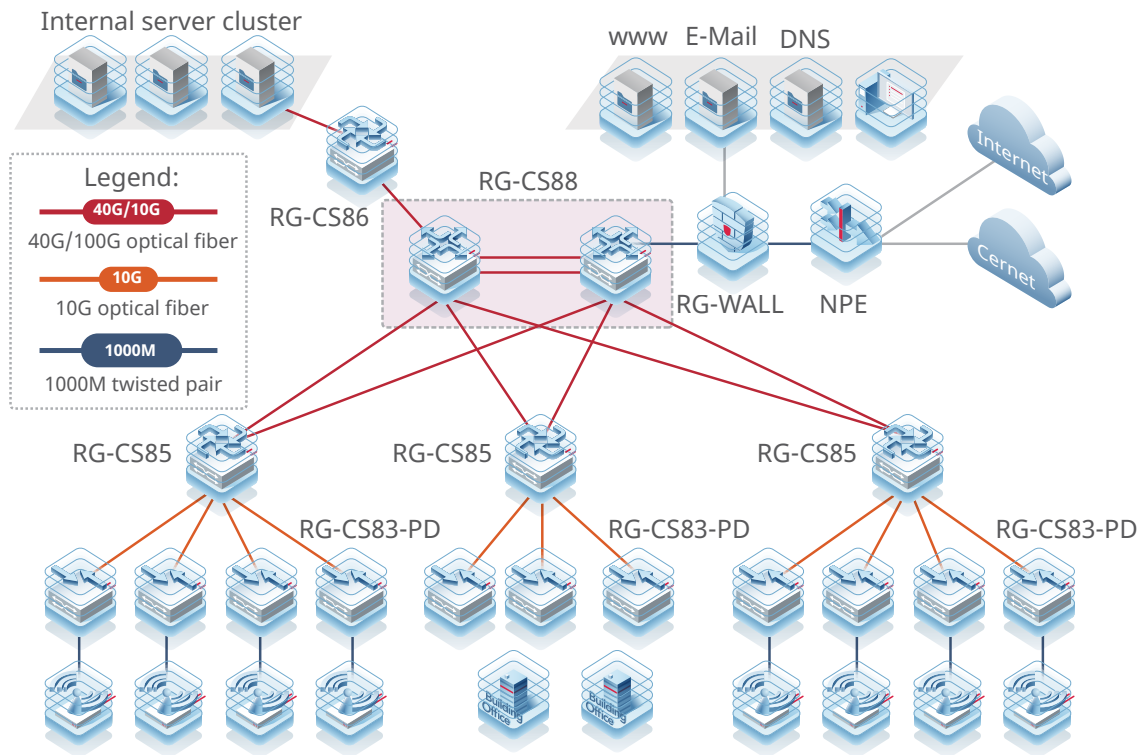 Internal server cluster
www
E-Mail
DNS
Internet
Cernet
Legend:
40G/10G
40G/100G optical fiber
10G
10G optical fiber
1000M
1000M twisted pair
RG-CS86
RG-CS88
RG-WALL
NPE
RG-CS85
RG-CS85
RG-CS85
RG-CS83-PD
RG-CS83-PD
RG-CS83-PD
Building
Office
Building
Office